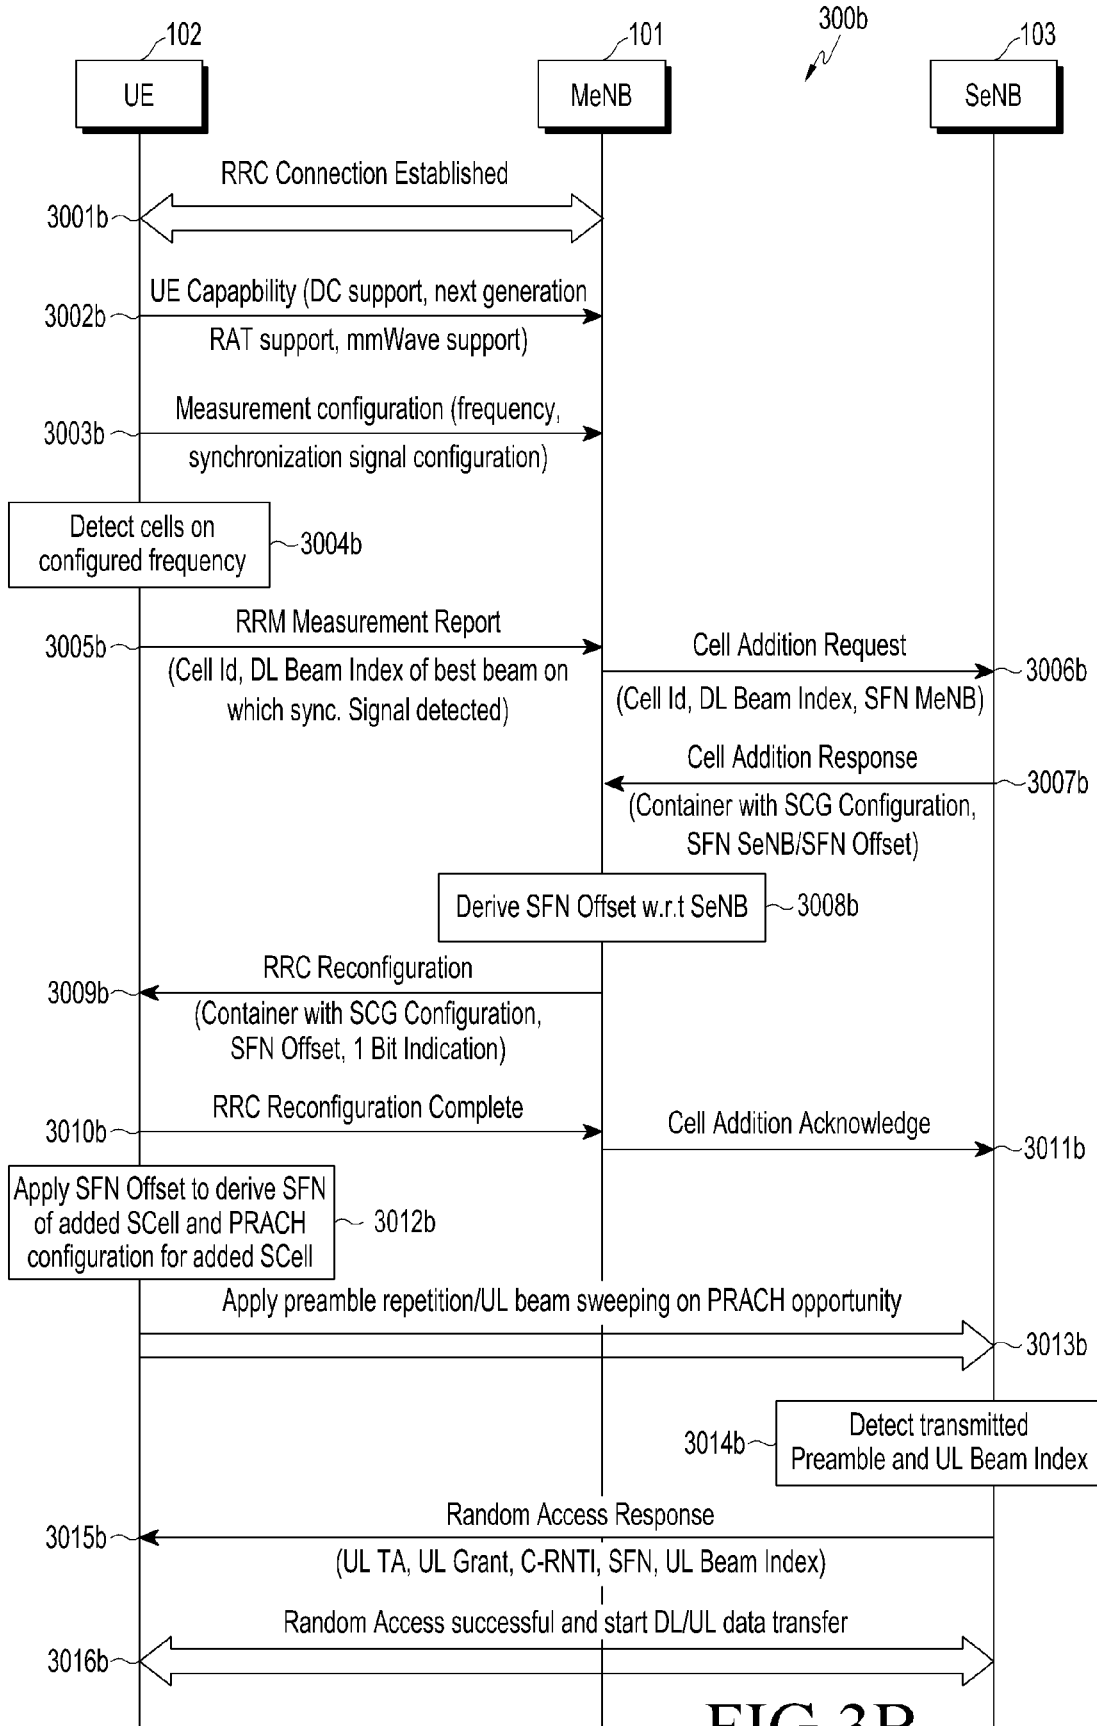 300b
102
101
103
UE
MeNB
SeNB
RRC Connection Established
3001b
UE Capapbility (DC support, next generation
3002b
RAT support, mmWave support)
Measurement configuration (frequency,
3003b
synchronization signal configuration)
Detect cells on
configured frequency
3004b
RRM Measurement Report
3005b
(Cell Id, DL Beam Index of best beam on
which sync. Signal detected)
Cell Addition Request
3006b
(Cell Id, DL Beam Index, SFN MeNB)
Cell Addition Response
3007b
(Container with SCG Configuration,
SFN SeNB/SFN Offset)
Derive SFN Offset w.r.t SeNB
3008b
RRC Reconfiguration
3009b
(Container with SCG Configuration,
SFN Offset, 1 Bit Indication)
RRC Reconfiguration Complete
3010b
Cell Addition Acknowledge
3011b
Apply SFN Offset to derive SFN
of added SCell and PRACH
configuration for added SCell
3012b
Apply preamble repetition/UL beam sweeping on PRACH opportunity
3013b
Detect transmitted
Preamble and UL Beam Index
3014b
Random Access Response
3015b
(UL TA, UL Grant, C-RNTI, SFN, UL Beam Index)
Random Access successful and start DL/UL data transfer
3016b
FIG.3B